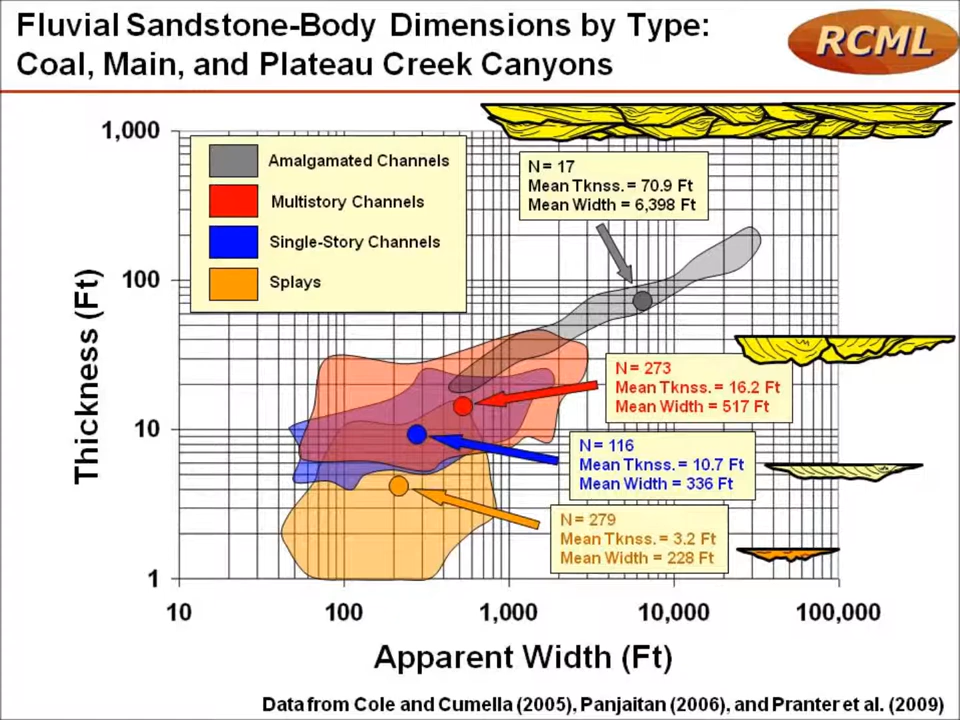 Fluvial Sandstone-Body Dimensions by Type:
Coal, Main, and Plateau Creek Canyons
RCML
Amalgamated Channels
Multistory Channels
Single-Story Channels
Splays
N = 17
Mean Tknss. = 70.9 Ft
Mean Width = 6,398 Ft
N = 273
Mean Tknss. = 16.2 Ft
Mean Width = 517 Ft
N = 116
Mean Tknss. = 10.7 Ft
Mean Width = 336 Ft
N = 279
Mean Tknss. = 3.2 Ft
Mean Width = 228 Ft
Thickness (Ft)
1,000
100
10
1
10
100
1,000
10,000
100,000
Apparent Width (Ft)
Data from Cole and Cumella (2005), Panjaitan (2006), and Pranter et al. (2009)